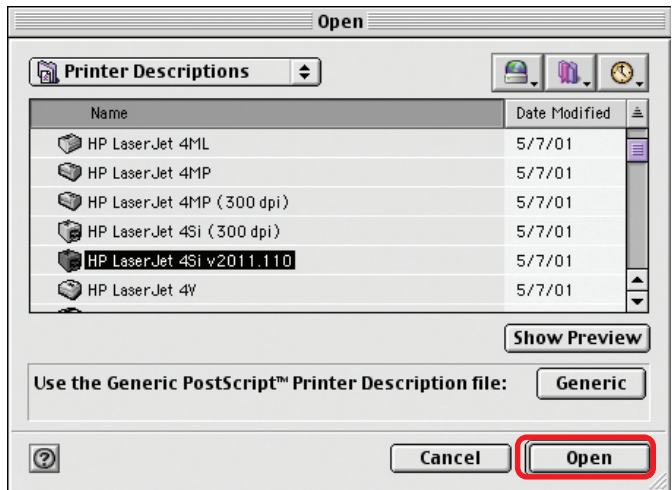 Open
Printer Descriptions
Name Date Modified
HP LaserJet 4ML 5/7/01
HP LaserJet 4MP 5/7/01
HP LaserJet 4MP (300 dpi) 5/7/01
HP LaserJet 4Si (300 dpi) 5/7/01
HP LaserJet 4Si v2011.110 5/7/01
HP LaserJet 4V 5/7/01
Show Preview
Use the Generic PostScript™ Printer Description file: Generic
? Cancel Open